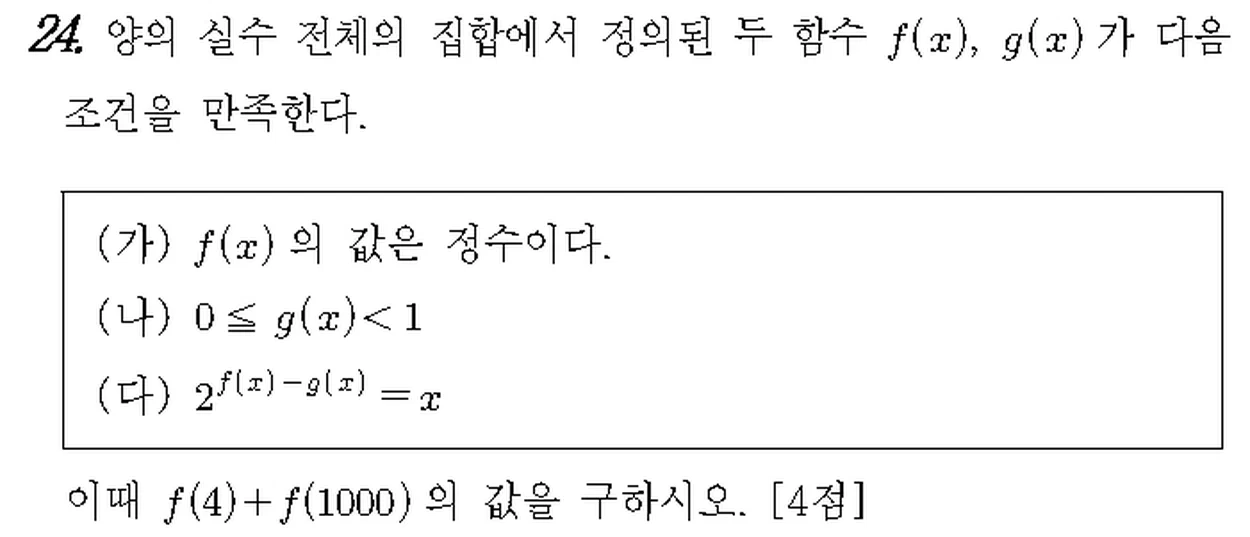 24. 양의 실수 전체의 집합에서 정의된 두 함수 f(x), g(x)가 다음
조건을 만족한다.
(가) f(x)의 값은 정수이다.
(나) 0 ≦ g(x) < 1
(다) 2^{f(x)-g(x)} = x
이때 f(4)+f(1000)의 값을 구하시오. [4점]